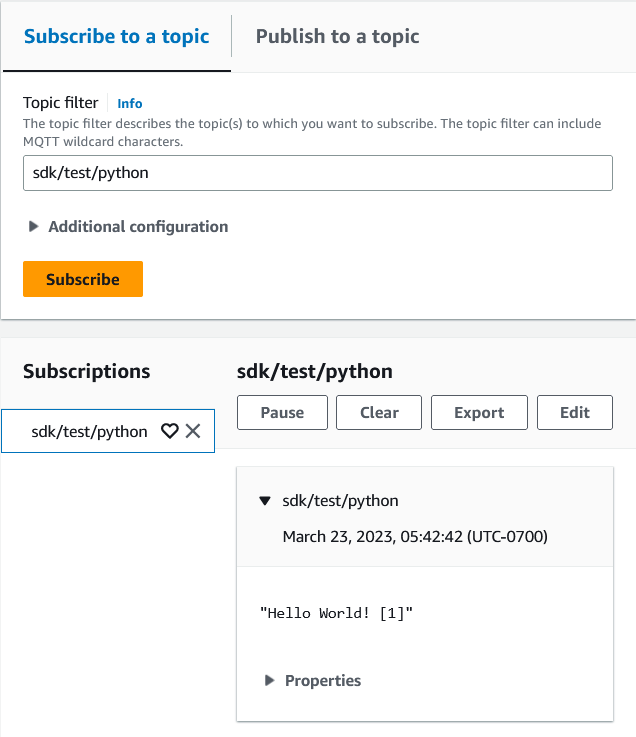 Subscribe to a topic
Publish to a topic
Topic filter
Info
The topic filter describes the topic(s) to which you want to subscribe. The topic filter can include
MQTT wildcard characters.
sdk/test/python
Additional configuration
Subscribe
Subscriptions
sdk/test/python
sdk/test/python
Pause
Clear
Export
Edit
sdk/test/python
March 23, 2023, 05:42:42 (UTC-0700)
"Hello World! [1]"
Properties